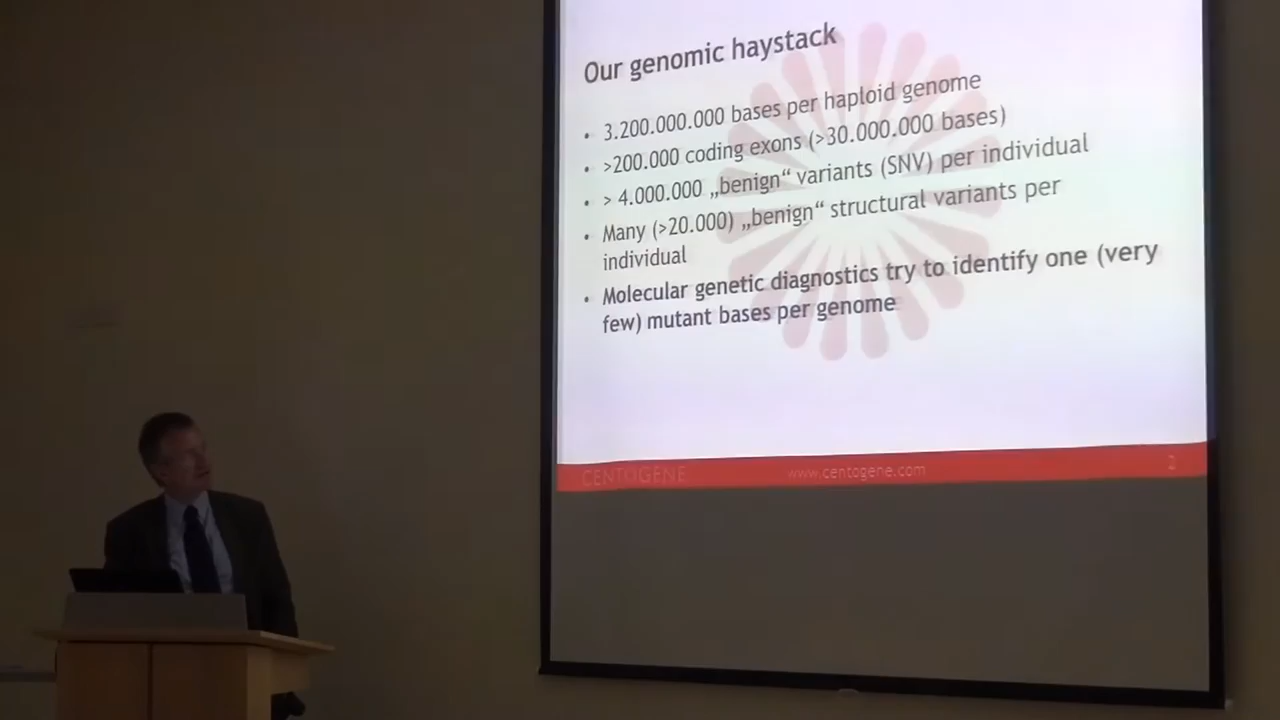 Our genomic haystack
• 3.200.000.000 bases per haploid genome
• >200.000 coding exons (>30.000.000 bases)
• > 4.000.000 „benign“ variants (SNV) per individual
• Many (>20.000) „benign“ structural variants per
individual
• Molecular genetic diagnostics try to identify one (very
few) mutant bases per genome
CENTOGENE www.centogene.com 2